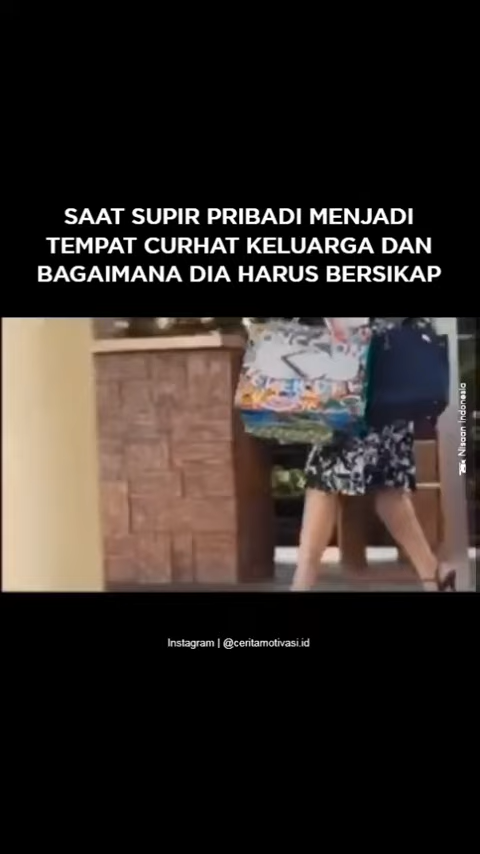 SAAT SUPIR PRIBADI MENJADI
TEMPAT CURHAT KELUARGA DAN
BAGAIMANA DIA HARUS BERSIKAP
Nissan Indonesia
Instagram | @ceritamotivasi.id